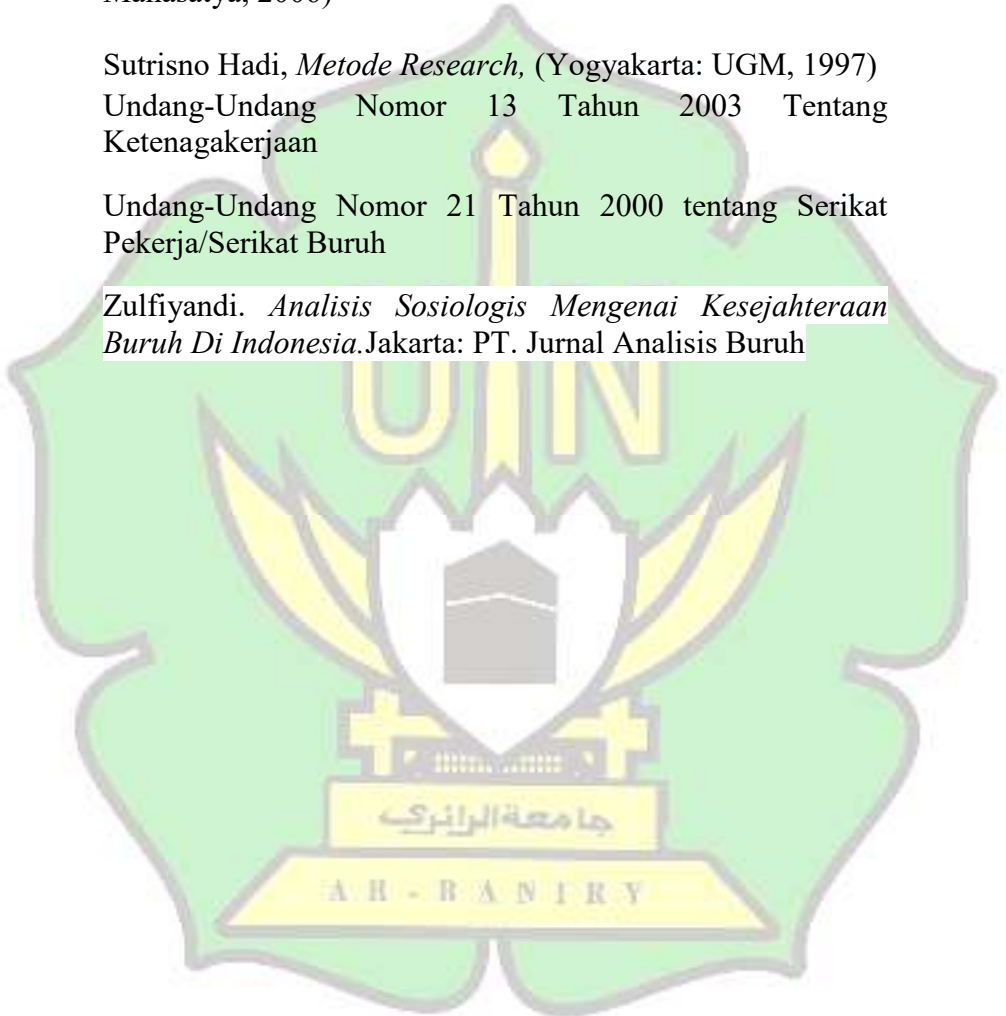 Sutrisno Hadi, Metode Research, (Yogyakarta: UGM, 1997)
Undang-Undang Nomor 13 Tahun 2003 Tentang
Ketenagakerjaan
Undang-Undang Nomor 21 Tahun 2000 tentang Serikat
Pekerja/Serikat Buruh
Zulfiyandi. Analisis Sosiologis Mengenai Kesejahteraan
Buruh Di Indonesia.Jakarta: PT. Jurnal Analisis Buruh
UIN
جامعة الرانري
A R - R A N I R Y